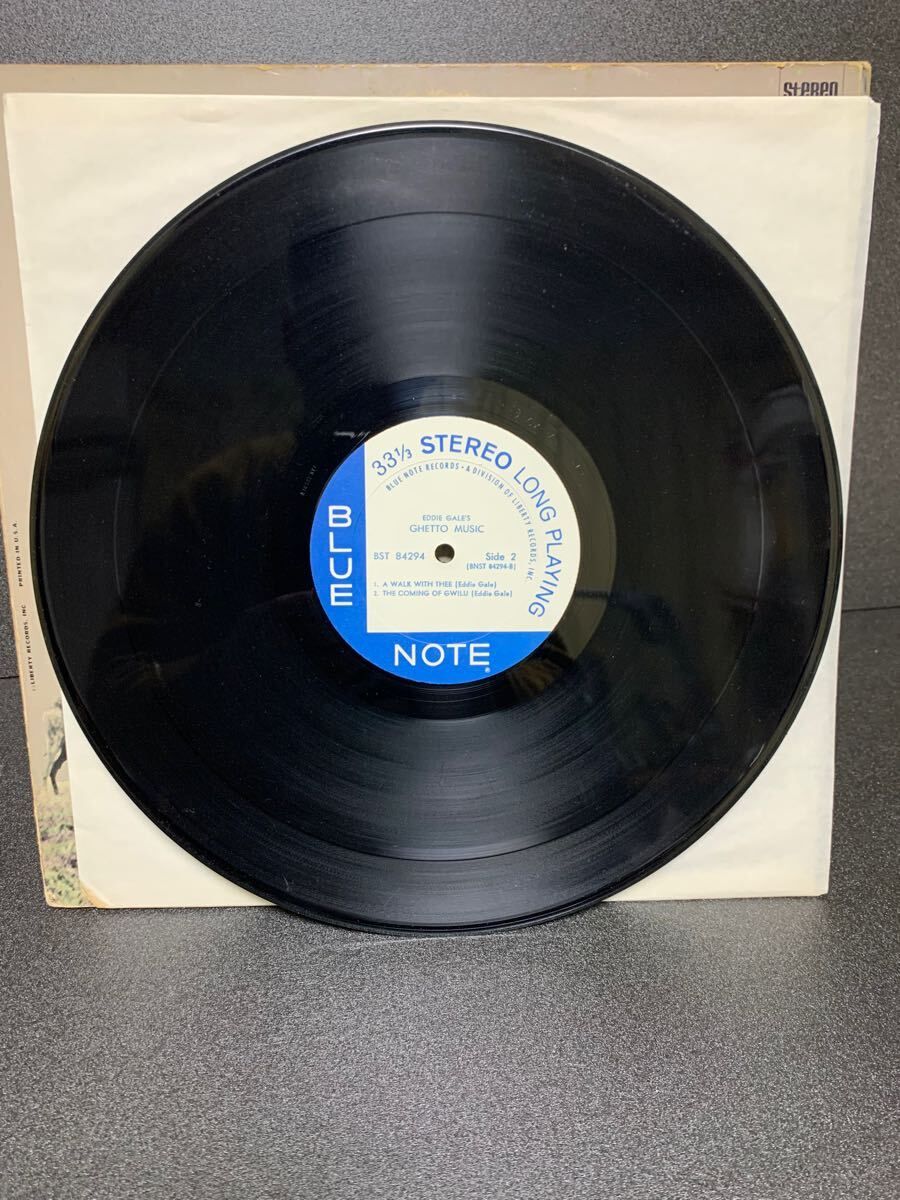 Stereo
33⅓ STEREO LONG PLAYING
BLUE NOTE RECORDS • A DIVISION OF LIBERTY RECORDS, INC.
EDDIE GALE'S
GHETTO MUSIC
BST 84294 Side 2
(BNST 84294-B)
1. A WALK WITH THEE (Eddie Gale)
2. THE COMING OF GWILU (Eddie Gale)
BLUE
NOTE®
LIBERTY RECORDS, INC PRINTED IN U.S.A.